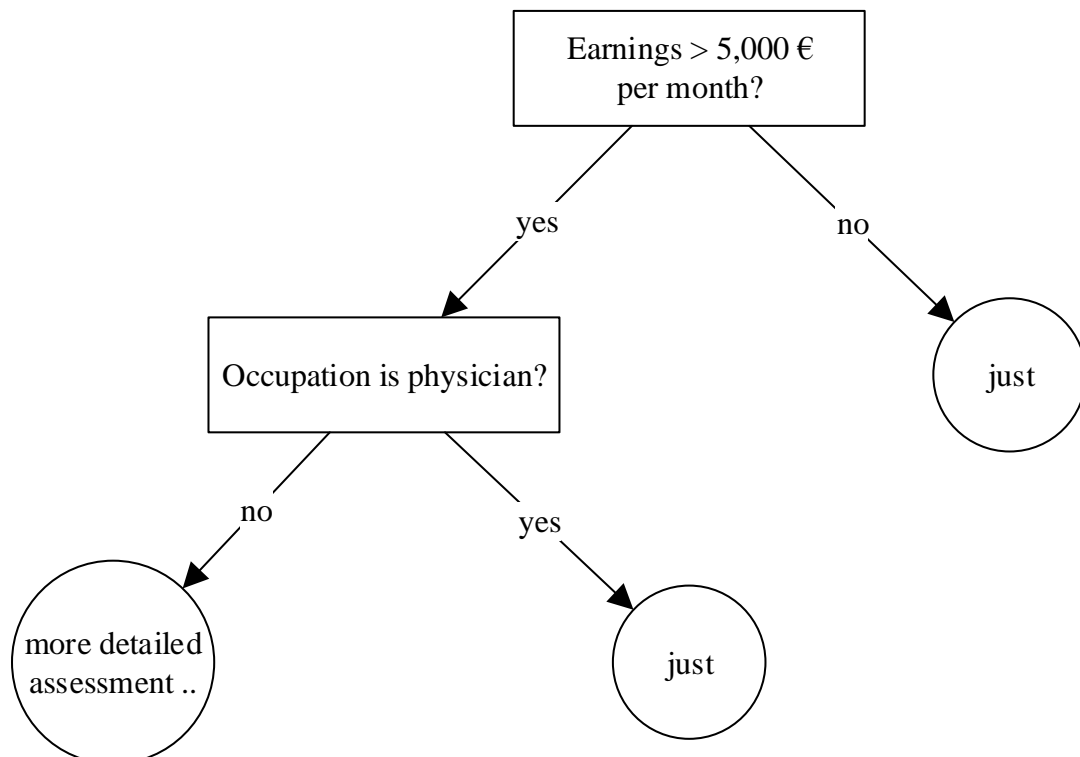 Earnings > 5,000 €
per month?
yes
no
Occupation is physician?
just
no
yes
more detailed
assessment ..
just